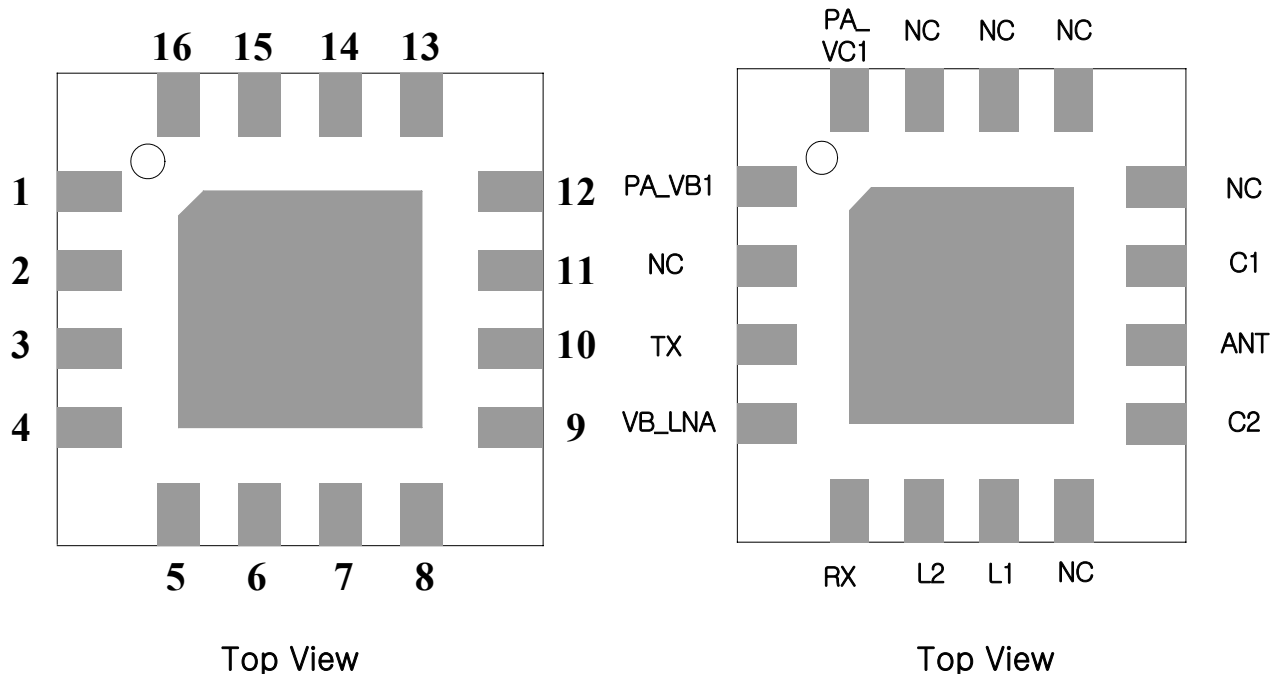 16 15 14 13
1
2
3
4
12
11
10
9
5 6 7 8
Top View
PA_
VC1
NC NC NC
PA_VB1
NC
TX
VB_LNA
NC
C1
ANT
C2
RX L2 L1 NC
Top View